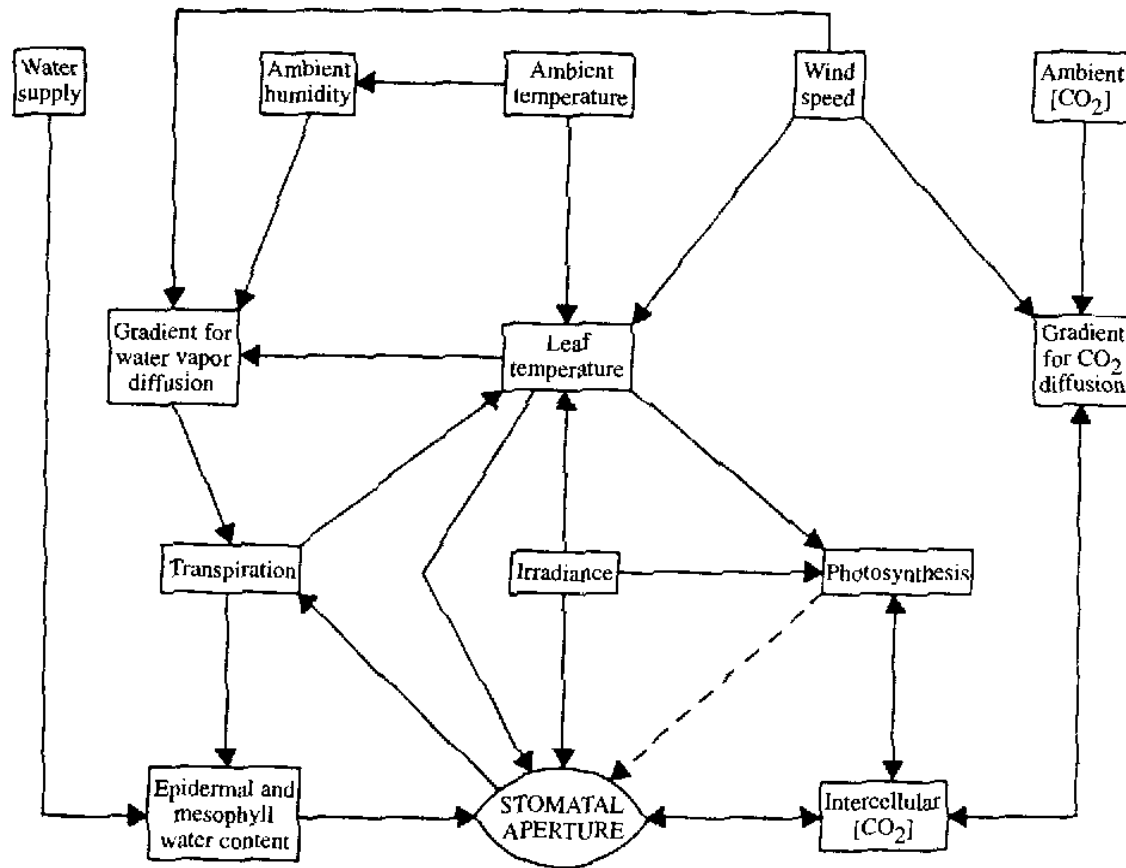 Water
supply
Ambient
humidity
Ambient
temperature
Wind
speed
Ambient
[CO2]
Gradient for
water vapor
diffusion
Leaf
temperature
Gradient
for CO2
diffusion
Transpiration
Irradiance
Photosynthesis
Epidermal and
mesophyll
water content
STOMATAL
APERTURE
Intercellular
[CO2]